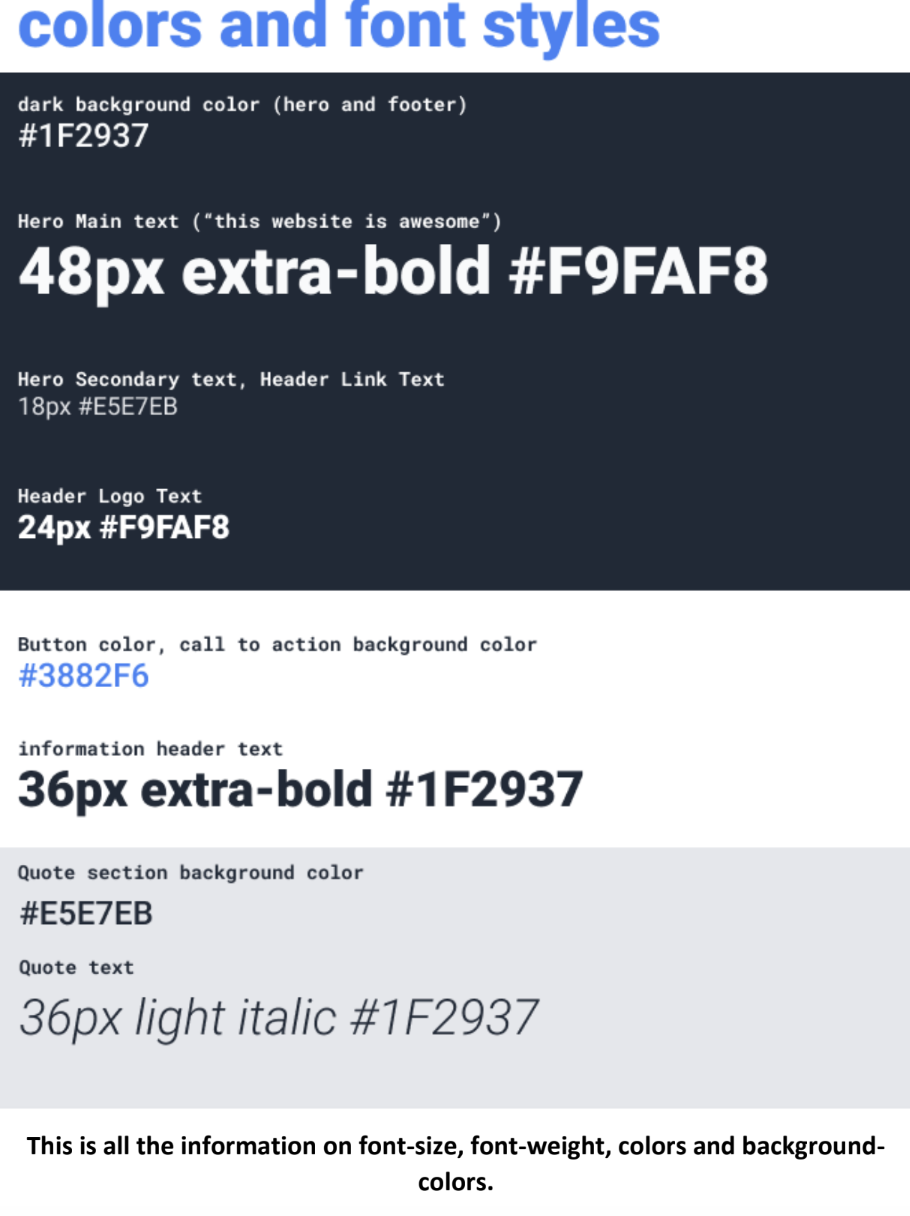 colors and font styles
dark background color (hero and footer)
#1F2937
Hero Main text (“this website is awesome”)
48px extra-bold #F9FAF8
Hero Secondary text, Header Link Text
18px #E5E7EB
Header Logo Text
24px #F9FAF8
Button color, call to action background color
#3882F6
information header text
36px extra-bold #1F2937
Quote section background color
#E5E7EB
Quote text
36px light italic #1F2937
This is all the information on font-size, font-weight, colors and background-
colors.